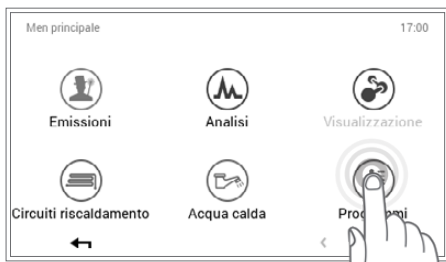 Men principale 17:00
Emissioni Analisi Visualizzazione
Circuiti riscaldamento Acqua calda